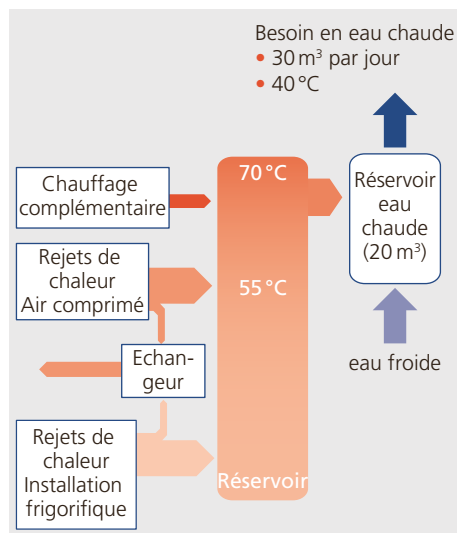 Besoin en eau chaude
• 30 m³ par jour
• 40 °C
70 °C
Chauffage
complémentaire
Réservoir
eau
chaude
(20 m³)
Rejets de
chaleur
Air comprimé
55 °C
Echan-
geur
eau froide
Rejets de
chaleur
Installation
frigorifique
Réservoir